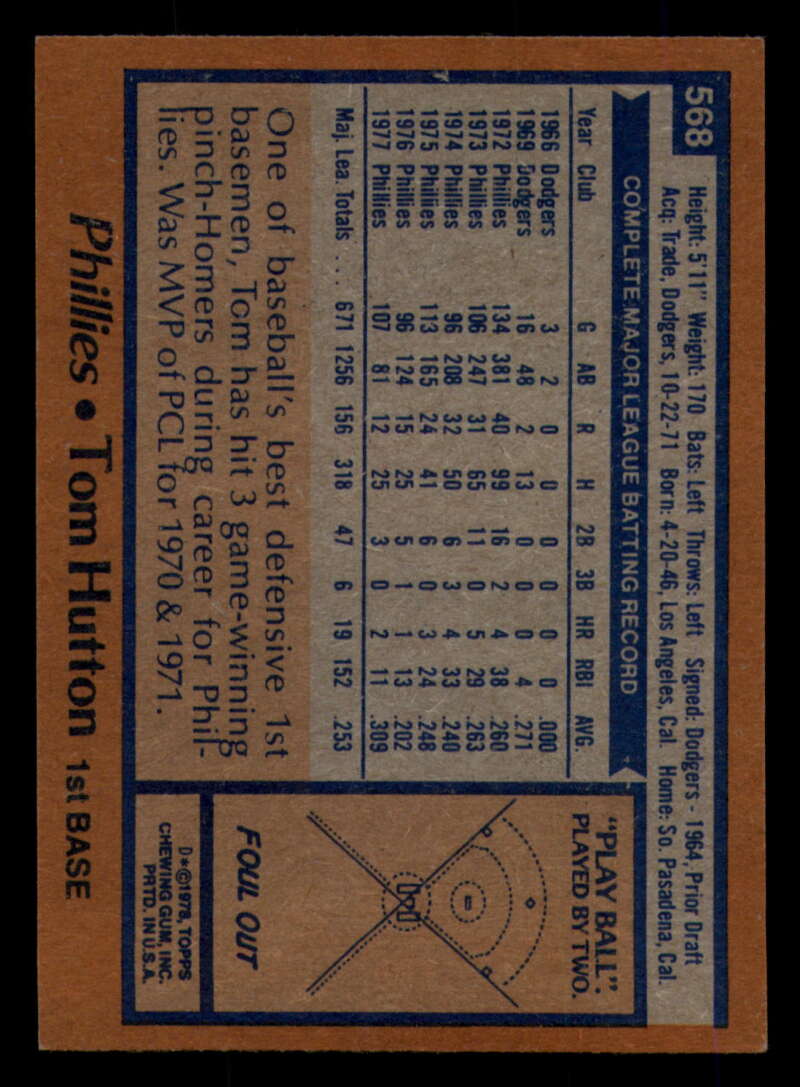 568
Height: 5'11" Weight: 170 Bats: Left Throws: Left Signed: Dodgers - 1964, Prior Draft
Acq. Trade, Dodgers, 10-22-71 Born: 4-20-46, Los Angeles, Cal. Home: So. Pasadena, Cal.
COMPLETE MAJOR LEAGUE BATTING RECORD
Year Club G AB R H 2B 3B HR RBI AVG.
1966 Dodgers 3 2 0 0 0 0 0 0 .000
1969 Dodgers 16 48 2 13 0 0 0 4 .271
1972 Phillies 134 381 40 99 16 2 4 38 .260
1973 Phillies 106 247 31 65 11 0 5 29 .263
1974 Phillies 96 208 32 50 6 3 4 33 .240
1975 Phillies 113 165 24 41 6 0 3 24 .248
1976 Phillies 96 124 15 25 5 1 1 13 .202
1977 Phillies 107 81 12 25 3 0 2 11 .309
Maj. Lea. Totals . . . 671 1256 156 318 47 6 19 152 .253
One of baseball's best defensive 1st
basemen, Tom has hit 3 game-winning
pinch-Homers during career for Phil-
lies. Was MVP of PCL for 1970 & 1971.
"PLAY BALL":
PLAYED BY TWO.
FOUL OUT
D*©1978, TOPPS
CHEWING GUM, INC.
PRTD. IN U.S.A.
Phillies • Tom Hutton 1st BASE